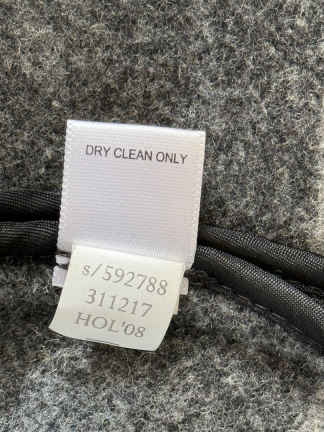 DRY CLEAN ONLY
s/592788
311217
HOL'08